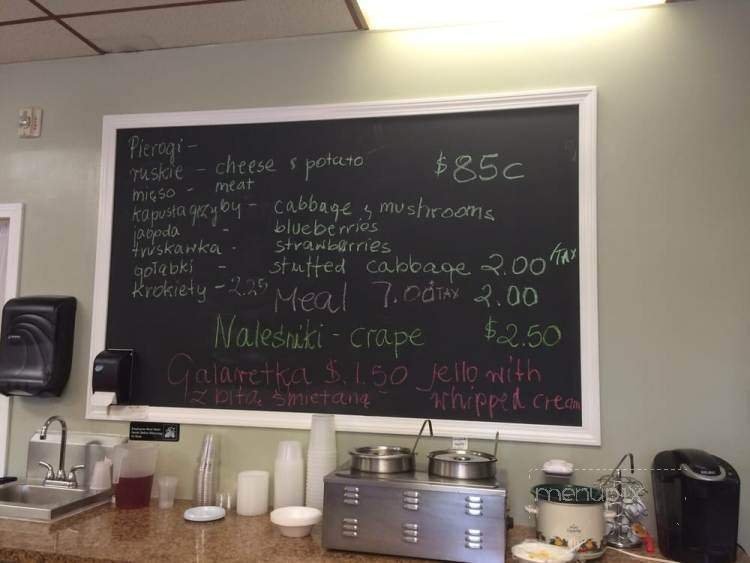 Pierogi -
ruskie - cheese & potato $85c
mięso - meat
kapusta grzyby - cabbage & mushrooms
jagoda - blueberries
truskawka - strawberries
gołąbki - stuffed cabbage 2.00 /TAX
krokiety - 2.25 Meal 7.00+TAX 2.00
Naleśniki - crape $2.50
Galaretka $.1.50 jello with
z bitą śmietaną - whipped cream
menupix